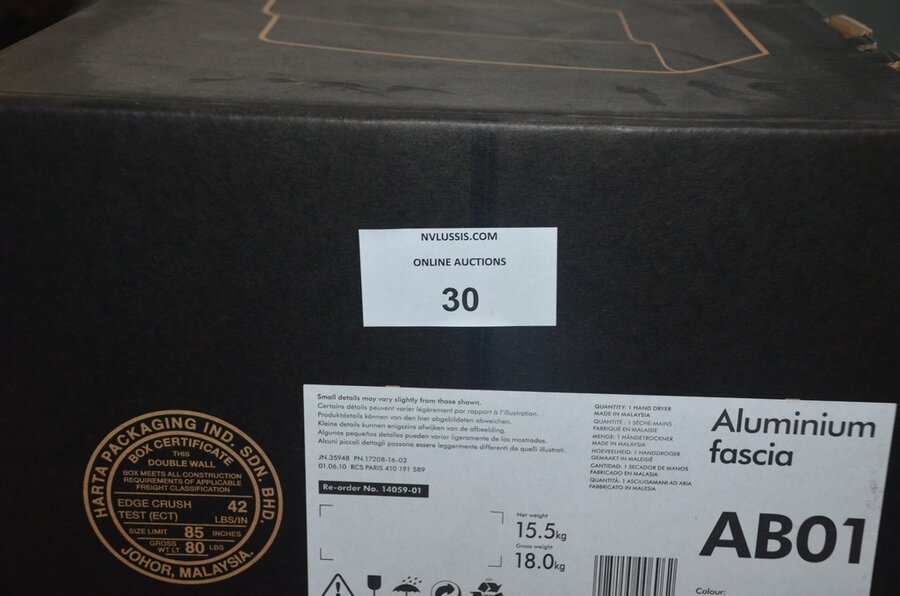 NVLUSSIS.COM
ONLINE AUCTIONS
30
HARTA PACKAGING IND. SDN. BHD.
BOX CERTIFICATE
THIS
DOUBLE WALL
BOX MEETS ALL CONSTRUCTION
REQUIREMENTS OF APPLICABLE
FREIGHT CLASSIFICATION
EDGE CRUSH
TEST (ECT)
42
LBS/IN
SIZE LIMIT 85 INCHES
GROSS
WT LT 80 LBS
JOHOR, MALAYSIA.
Small details may vary slightly from those shown.
Certains détails peuvent varier légèrement par rapport à l'illustration.
Produktdetails können von den hier abgebildeten abweichen.
Kleine details kunnen enigszins afwijken van de afbeelding.
Algunos pequeños detalles pueden variar ligeramente de los mostrados.
Alcuni piccoli dettagli possono essere leggermente differenti da quelli illustrati.
JN.35948 PN.17208-16-03
01.06.10 RCS PARIS 410 191 589
Re-order No. 14059-01
Net weight
15.5kg
Gross weight
18.0kg
QUANTITY: 1 HAND DRYER
MADE IN MALAYSIA
QUANTITÉ : 1 SÈCHE-MAINS
FABRIQUÉ EN MALAISIE
MENGE: 1 HÄNDETROCKNER
MADE IN MALAYSIA
HOEVEELHEID: 1 HANDDROGER
GEMAAKT IN MALEISIË
CANTIDAD: 1 SECADOR DE MANOS
FABRICADO EN MALASIA
QUANTITÀ: 1 ASCIUGAMANI AD ARIA
FABBRICATO IN MALESIA
Aluminium
fascia
AB01
Colour: